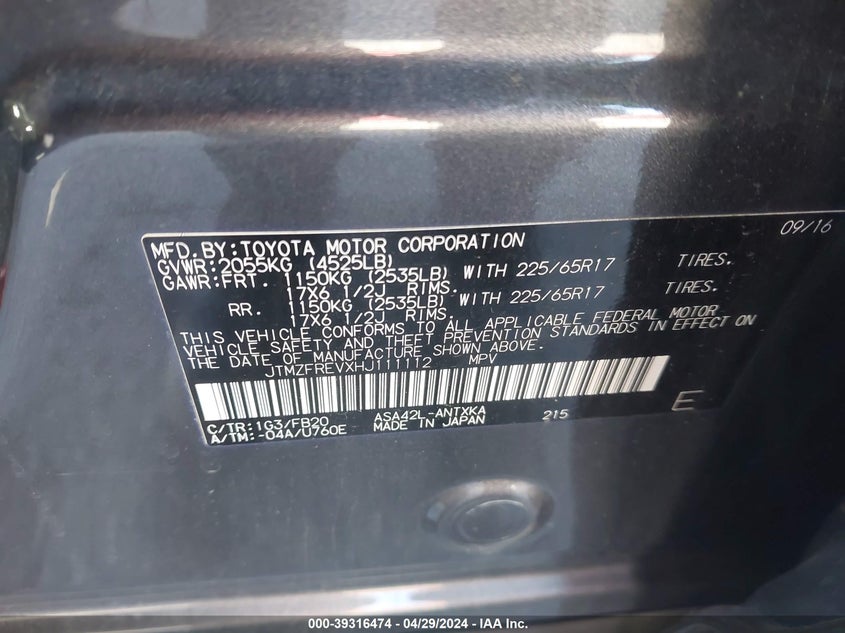 09/16
MFD. BY: TOYOTA MOTOR CORPORATION
GVWR: 2055KG (4525LB)
GAWR: FRT. 1150KG (2535LB) WITH 225/65R17 TIRES.
17X6 1/2J RIMS.
RR. 1150KG (2535LB) WITH 225/65R17 TIRES.
17X6 1/2J RIMS.
THIS VEHICLE CONFORMS TO ALL APPLICABLE FEDERAL MOTOR
VEHICLE SAFETY AND THEFT PREVENTION STANDARDS IN EFFECT ON
THE DATE OF MANUFACTURE SHOWN ABOVE.
JTMZFREVXHJ111112 MPV
C/TR: 1G3/FB20 ASA42L-ANTXKA 215 E
A/TM: -04A/U760E MADE IN JAPAN
000-39316474 / 04/29/2024 - IAA Inc.